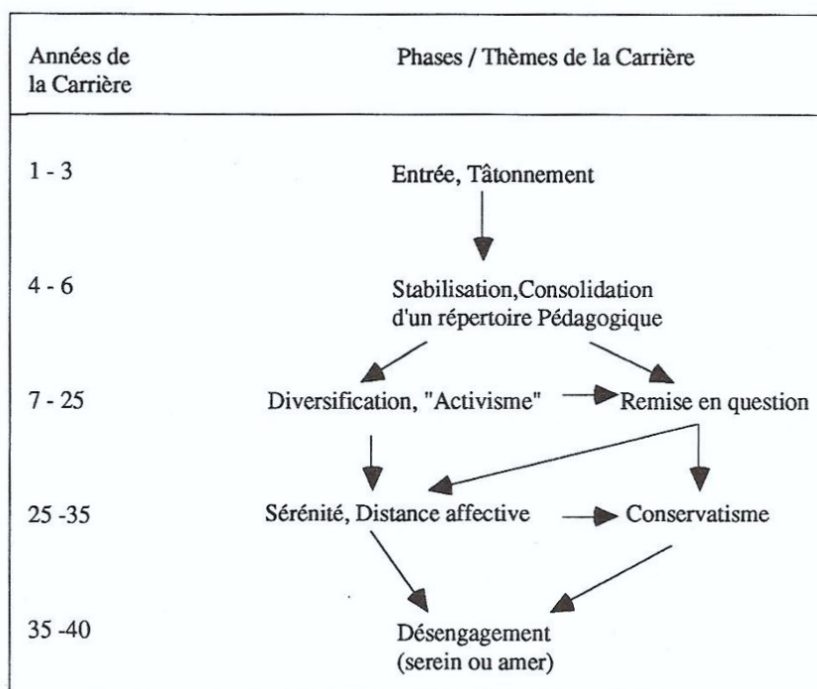 Années de
la Carrière
Phases / Thèmes de la Carrière
1 - 3
Entrée, Tâtonnement
4 - 6
Stabilisation,Consolidation
d'un répertoire Pédagogique
7 - 25
Diversification, "Activisme"
Remise en question
25 -35
Sérénité, Distance affective
Conservatisme
35 -40
Désengagement
(serein ou amer)